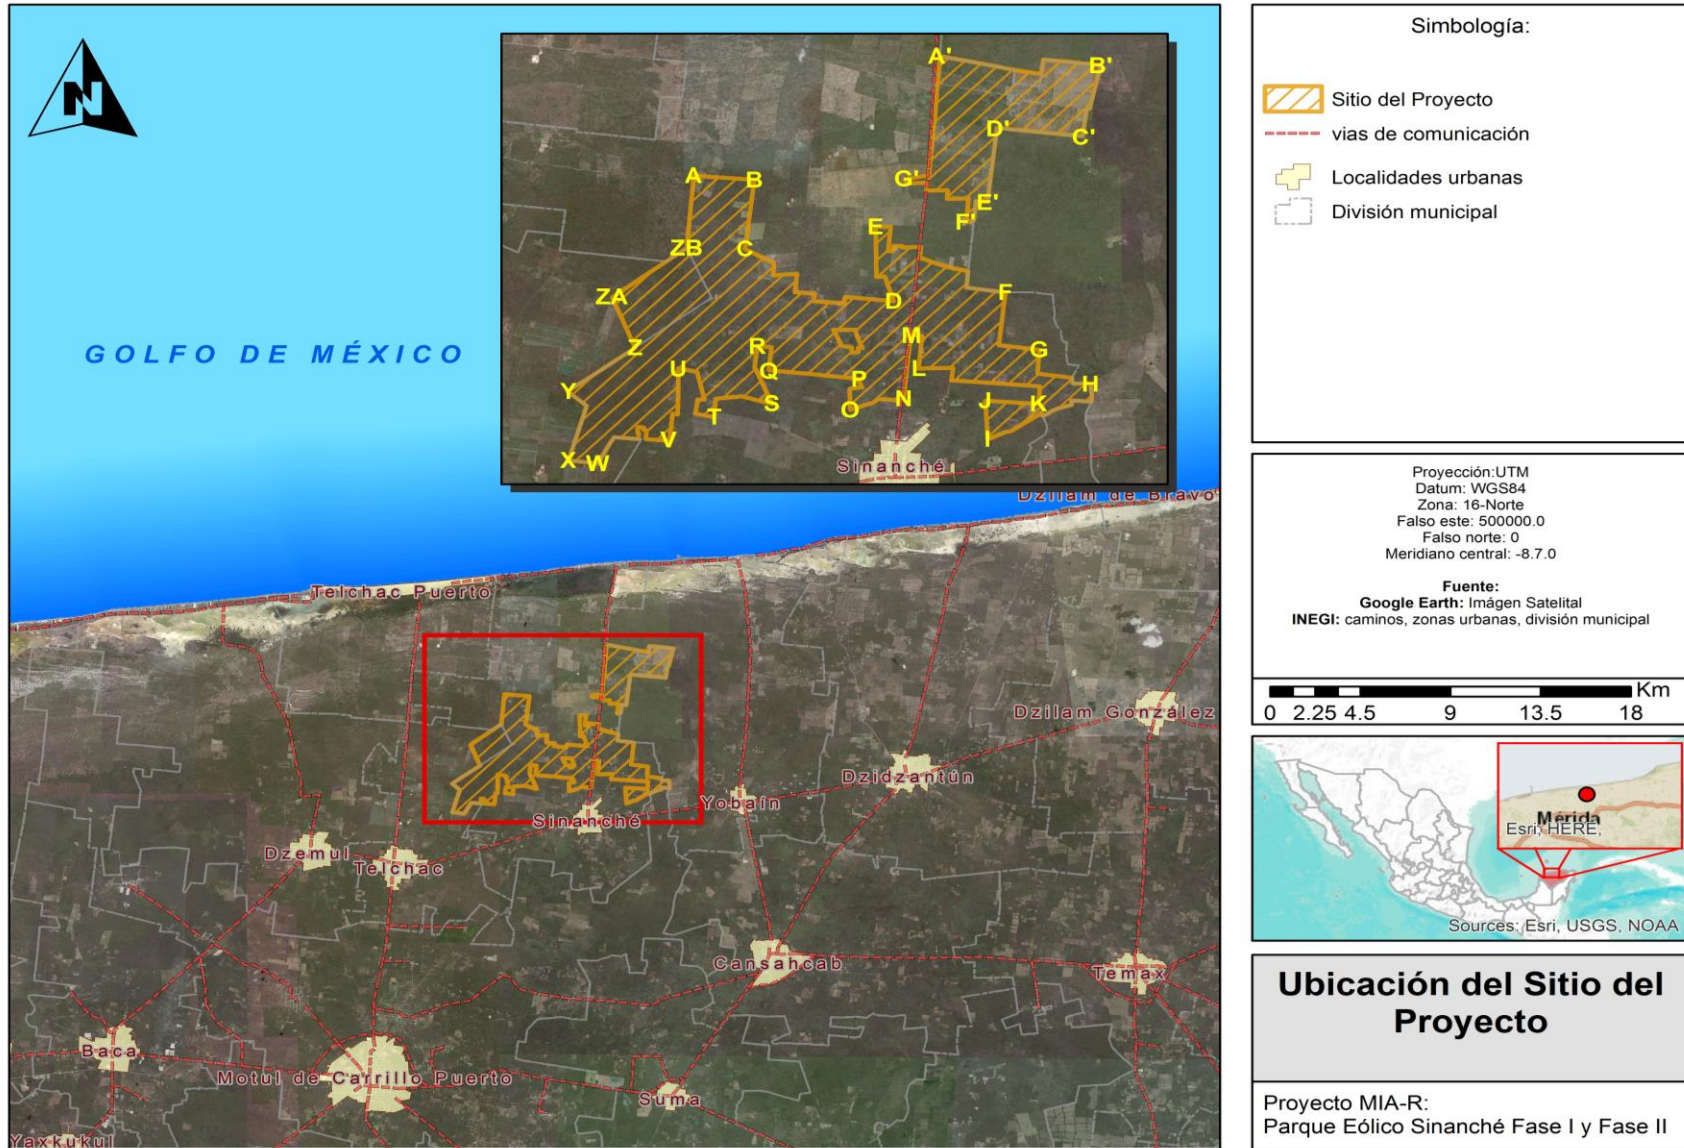 N
GOLFO DE MÉXICO
A'
B'
C'
D'
A
B
G'
E'
F'
E
ZB
C
ZA
D
F
M
Z
R
G
U
Q
P
L
Y
H
S
O
N
J
K
T
V
I
X
W
Sinanché
Dzilam de Bravo
Telchac Puerto
Dzilam González
Dzidzantún
Yobaín
Sinanché
Dzemul
Telchac
Cansahcab
Temax
Baca
Motul de Carrillo Puerto
Suma
Yaxkukul
Simbología:
Sitio del Proyecto
vias de comunicación
Localidades urbanas
División municipal
Proyección:UTM
Datum: WGS84
Zona: 16-Norte
Falso este: 500000.0
Falso norte: 0
Meridiano central: -8.7.0
Fuente:
Google Earth: Imágen Satelital
INEGI: caminos, zonas urbanas, división municipal
Km
0 2.25 4.5 9 13.5 18
Mérida
Esri, HERE,
Sources: Esri, USGS, NOAA
Ubicación del Sitio del
Proyecto
Proyecto MIA-R:
Parque Eólico Sinanché Fase I y Fase II